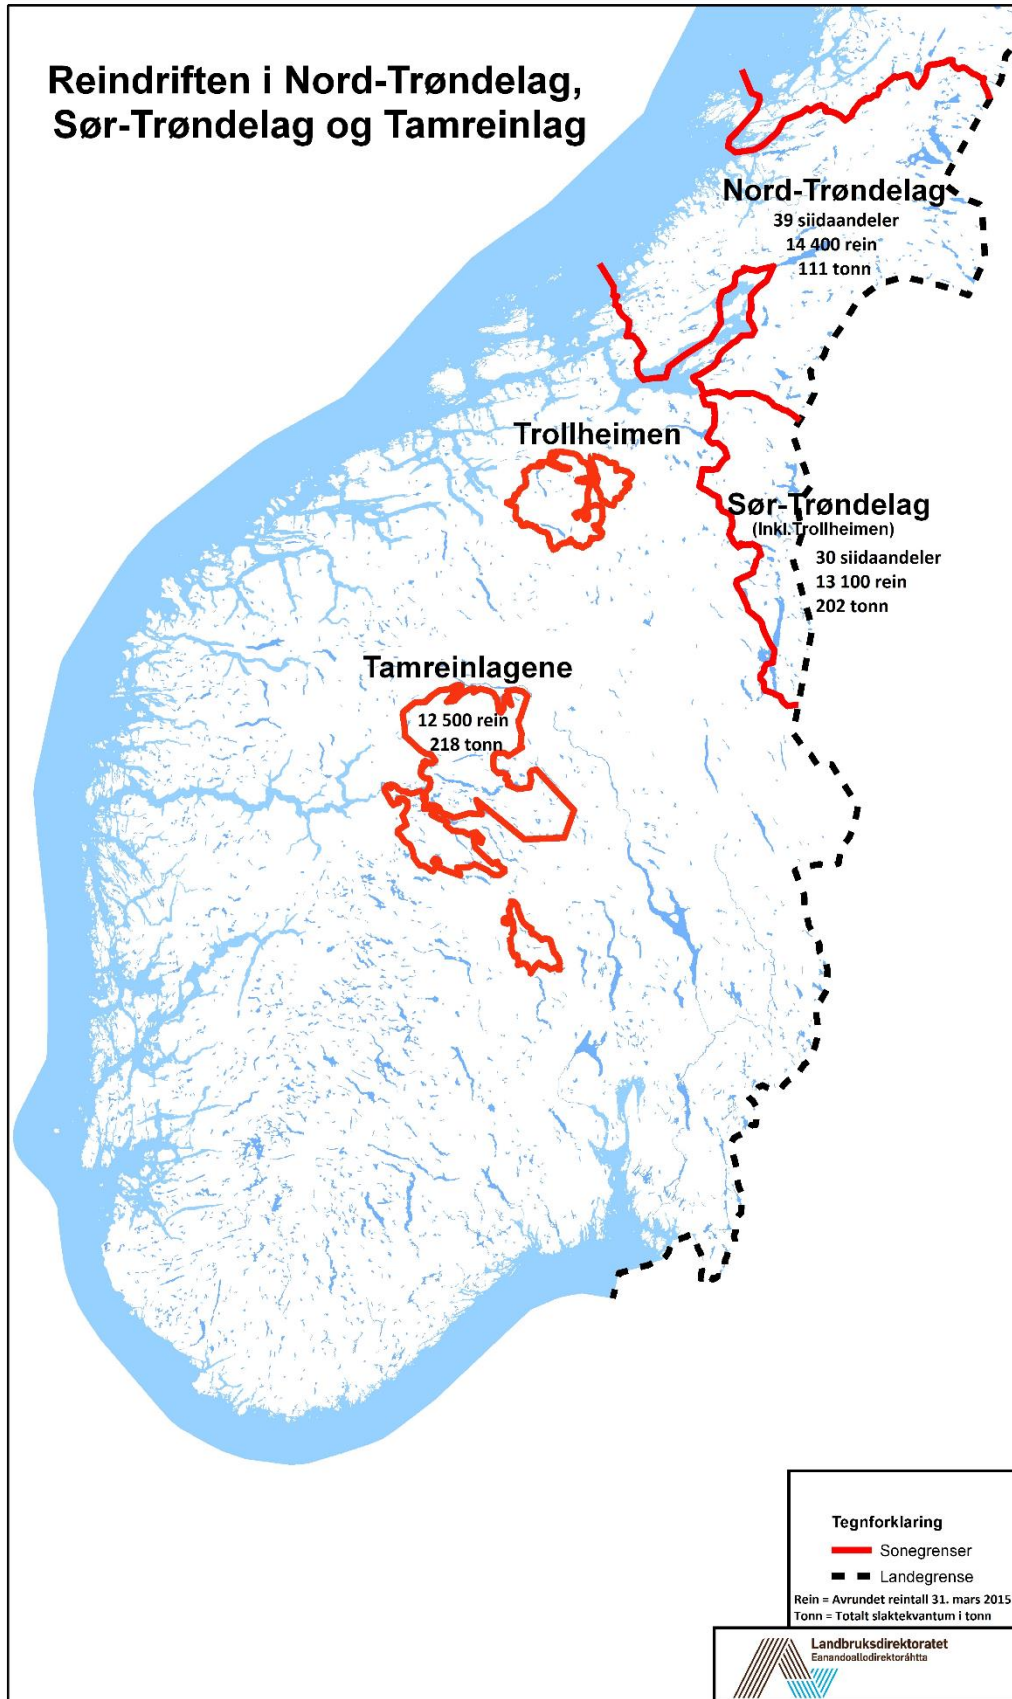 Reindriften i Nord-Trøndelag,
Sør-Trøndelag og Tamreinlag
Nord-Trøndelag
39 siidaandeler
14 400 rein
111 tonn
Trollheimen
Sør-Trøndelag
(Inkl.Trollheimen)
30 siidaandeler
13 100 rein
202 tonn
Tamreinlagene
12 500 rein
218 tonn
Tegnforklaring
Sonegrenser
Landegrense
Rein = Avrundet reintall 31. mars 2015
Tonn = Totalt slaktekvantum i tonn
Landbruksdirektoratet
Eanandoallodirektoráhtta